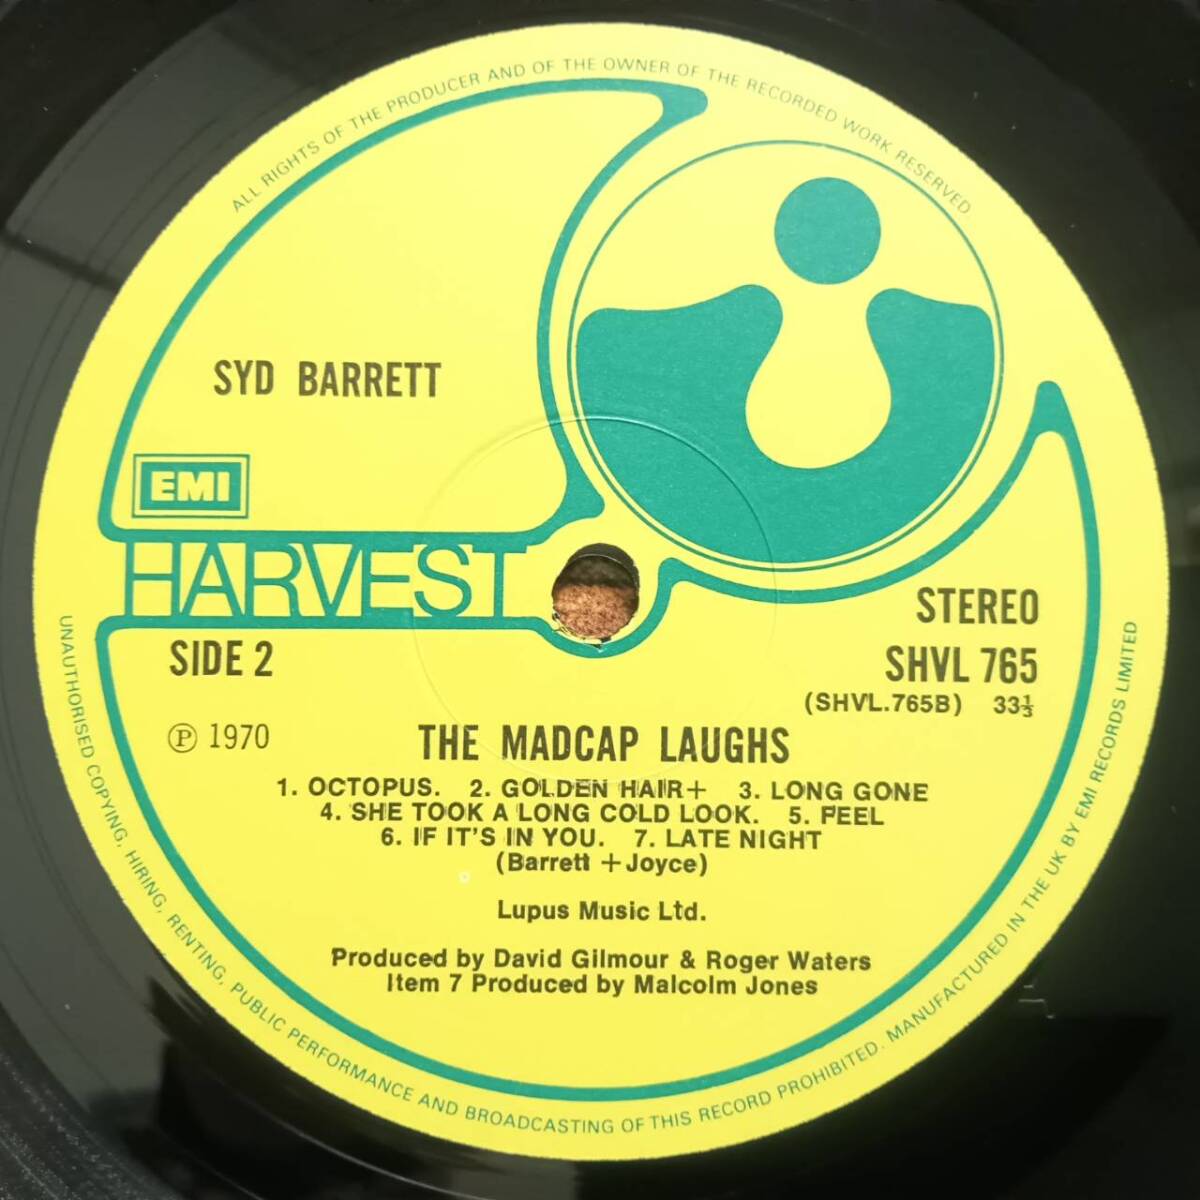 ALL RIGHTS OF THE PRODUCER AND OF THE OWNER OF THE RECORDED WORK RESERVED
SYD BARRETT
EMI
HARVEST
STEREO
SIDE 2
SHVL 765
(SHVL.765B) 33⅓
Ⓟ 1970
THE MADCAP LAUGHS
1. OCTOPUS. 2. GOLDEN HAIR+ 3. LONG GONE
4. SHE TOOK A LONG COLD LOOK. 5. FEEL
6. IF IT'S IN YOU. 7. LATE NIGHT
(Barrett + Joyce)
Lupus Music Ltd.
Produced by David Gilmour & Roger Waters
Item 7 Produced by Malcolm Jones
UNAUTHORISED COPYING, HIRING, RENTING, PUBLIC PERFORMANCE AND BROADCASTING OF THIS RECORD PROHIBITED. MANUFACTURED IN THE UK BY EMI RECORDS LIMITED